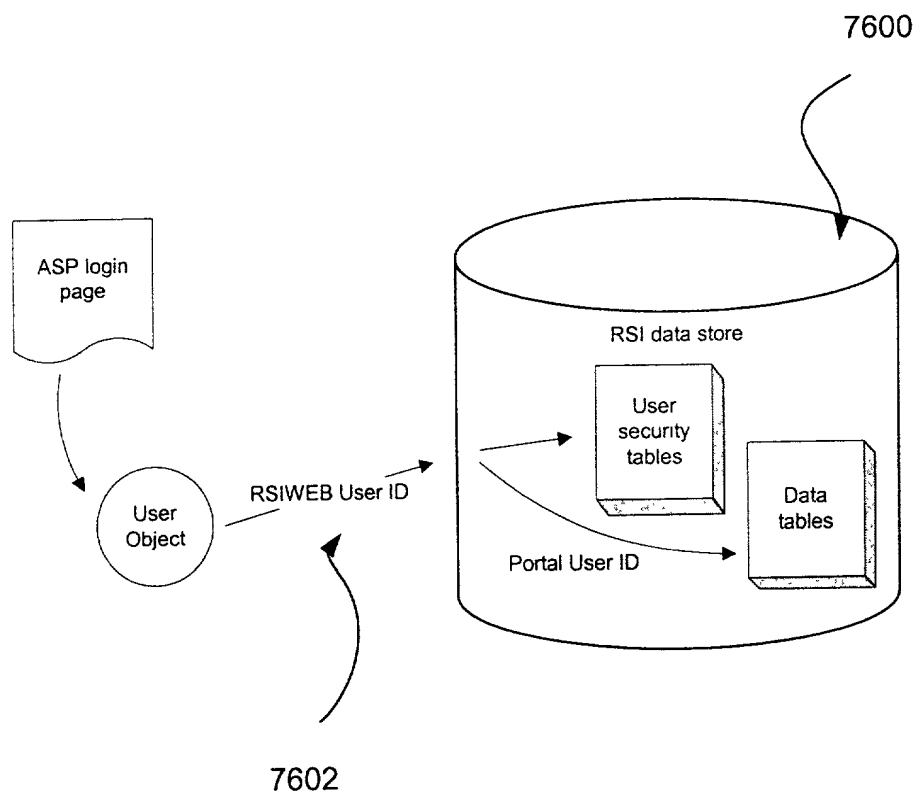 7600
ASP login
page
RSI data store
User
security
tables
Data
tables
RSIWEB User ID
User
Object
Portal User ID
7602